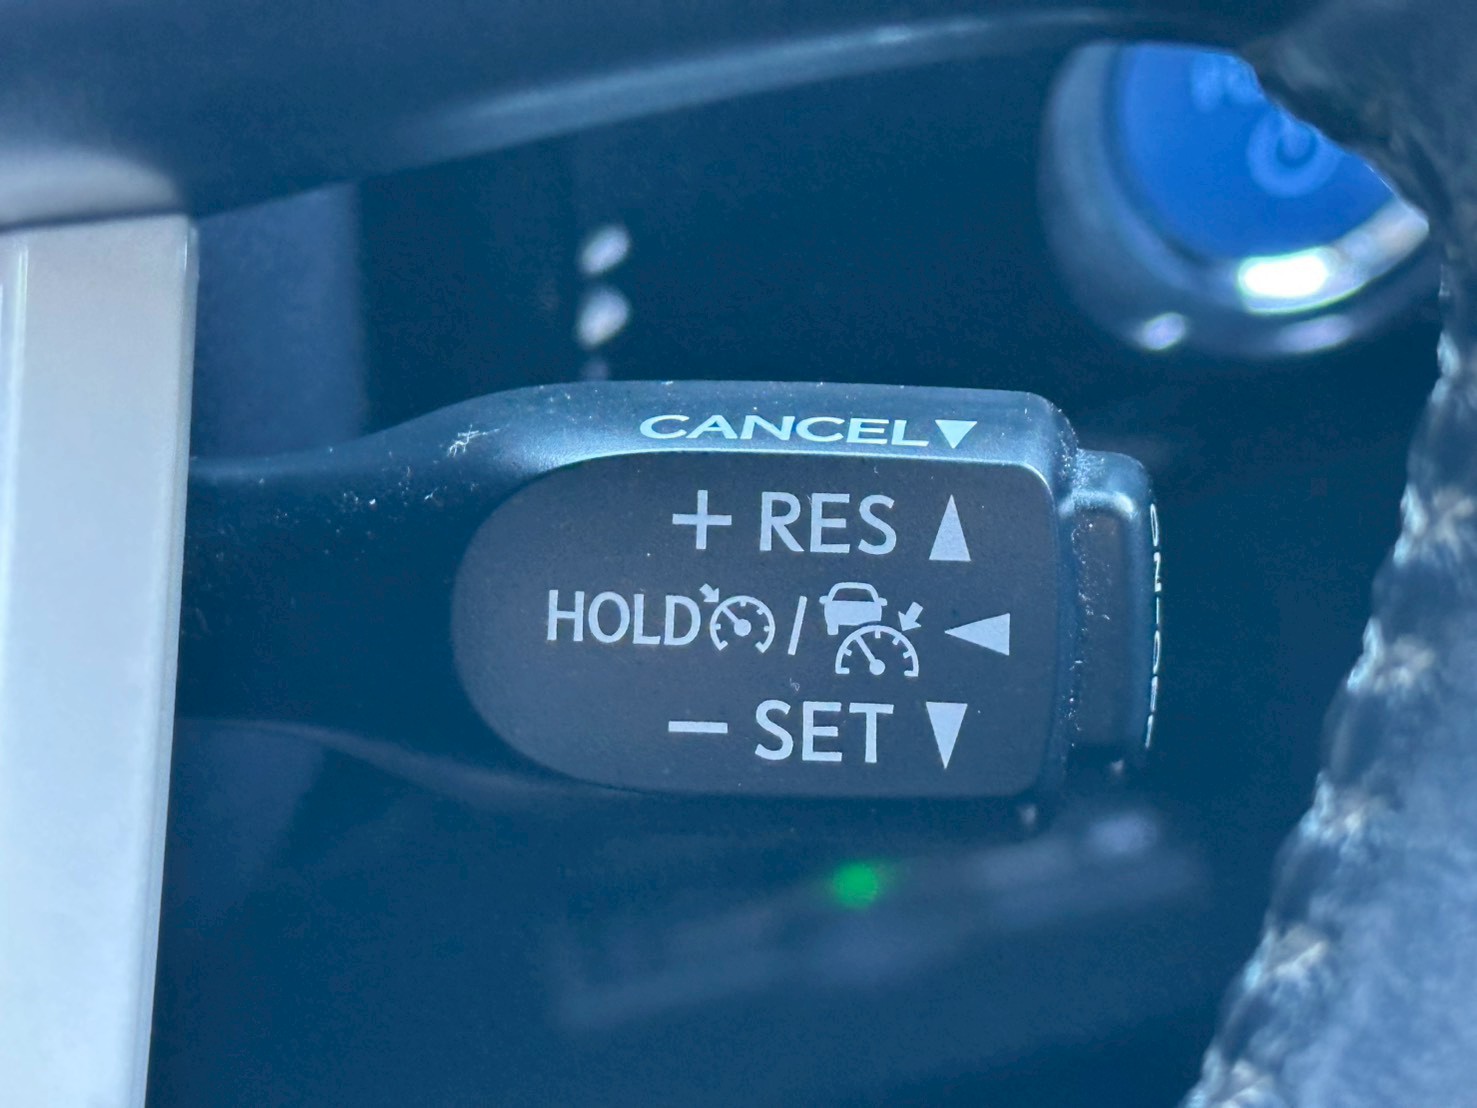 CANCEL▼
+ RES ▲
HOLD / ◀
− SET ▼